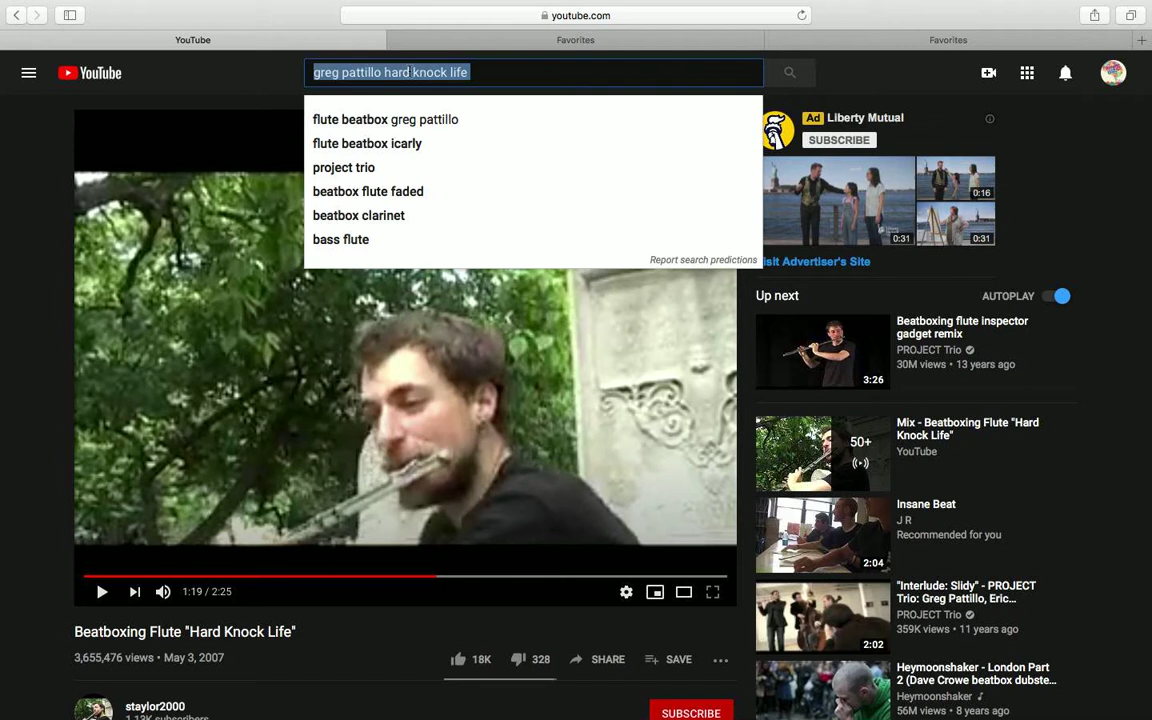 youtube.com
YouTube
Favorites
Favorites
YouTube
greg pattillo hard knock life
flute beatbox greg pattillo
flute beatbox icarly
project trio
beatbox flute faded
beatbox clarinet
bass flute
Report search predictions
Ad Liberty Mutual
SUBSCRIBE
0:16
0:31
0:31
isit Advertiser's Site
Up next
AUTOPLAY
Beatboxing flute inspector
gadget remix
PROJECT Trio
30M views • 13 years ago
3:26
Mix - Beatboxing Flute "Hard
Knock Life"
YouTube
50+
Insane Beat
J R
Recommended for you
2:04
"Interlude: Slidy" - PROJECT
Trio: Greg Pattillo, Eric...
PROJECT Trio
359K views • 11 years ago
2:02
Heymoonshaker - London Part
2 (Dave Crowe beatbox dubste...
Heymoonshaker
56M views • 8 years ago
1:19 / 2:25
Beatboxing Flute "Hard Knock Life"
3,655,476 views • May 3, 2007
18K
328
SHARE
SAVE
staylor2000
1.13K subscribers
SUBSCRIBE